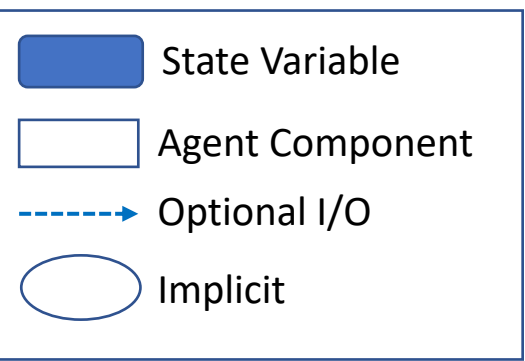 State Variable
Agent Component
Optional I/O
Implicit